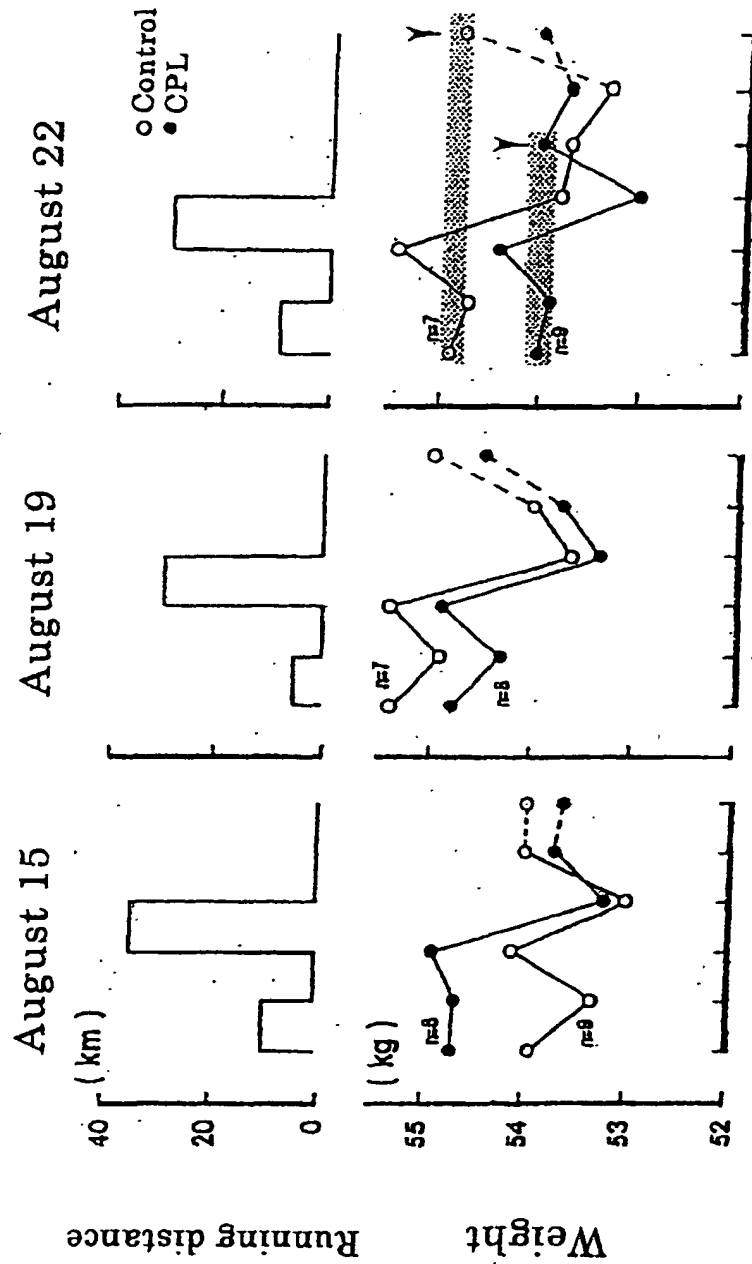 August 15
August 19
August 22
○ Control
● CPL
Running distance
(km)
40
20
0
Weight
(kg)
55
54
53
52
n=8
n=9
n=7
n=8
n=7
n=9